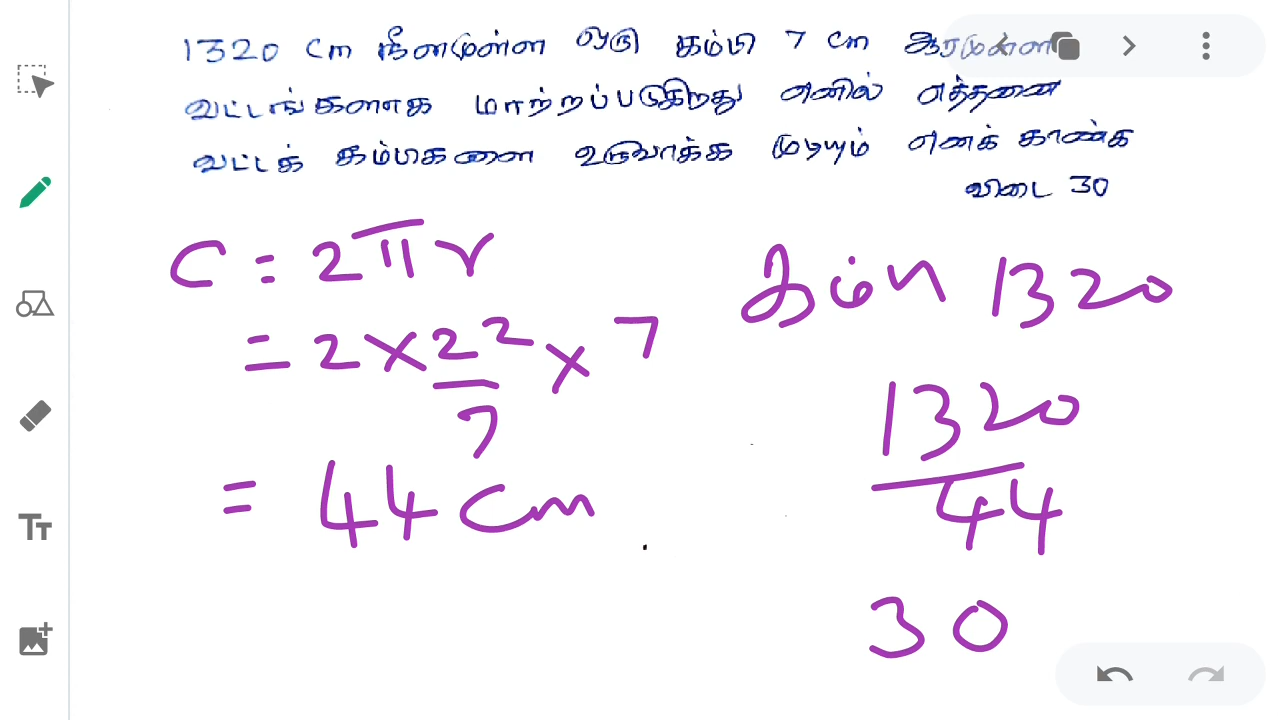 1320 cm நீளமுள்ள ஒரு கம்பி 7 cm ஆரமுள்ள
வட்டங்களாக மாற்றப்படுகிறது எனில் எத்தனை
வட்டக் கம்பிகளை உருவாக்க முடியும் எனக் காண்க
விடை 30
C = 2πr
= 2 × 22/7 × 7
= 44 cm
கம்பி 1320
1320/44
30
Tт